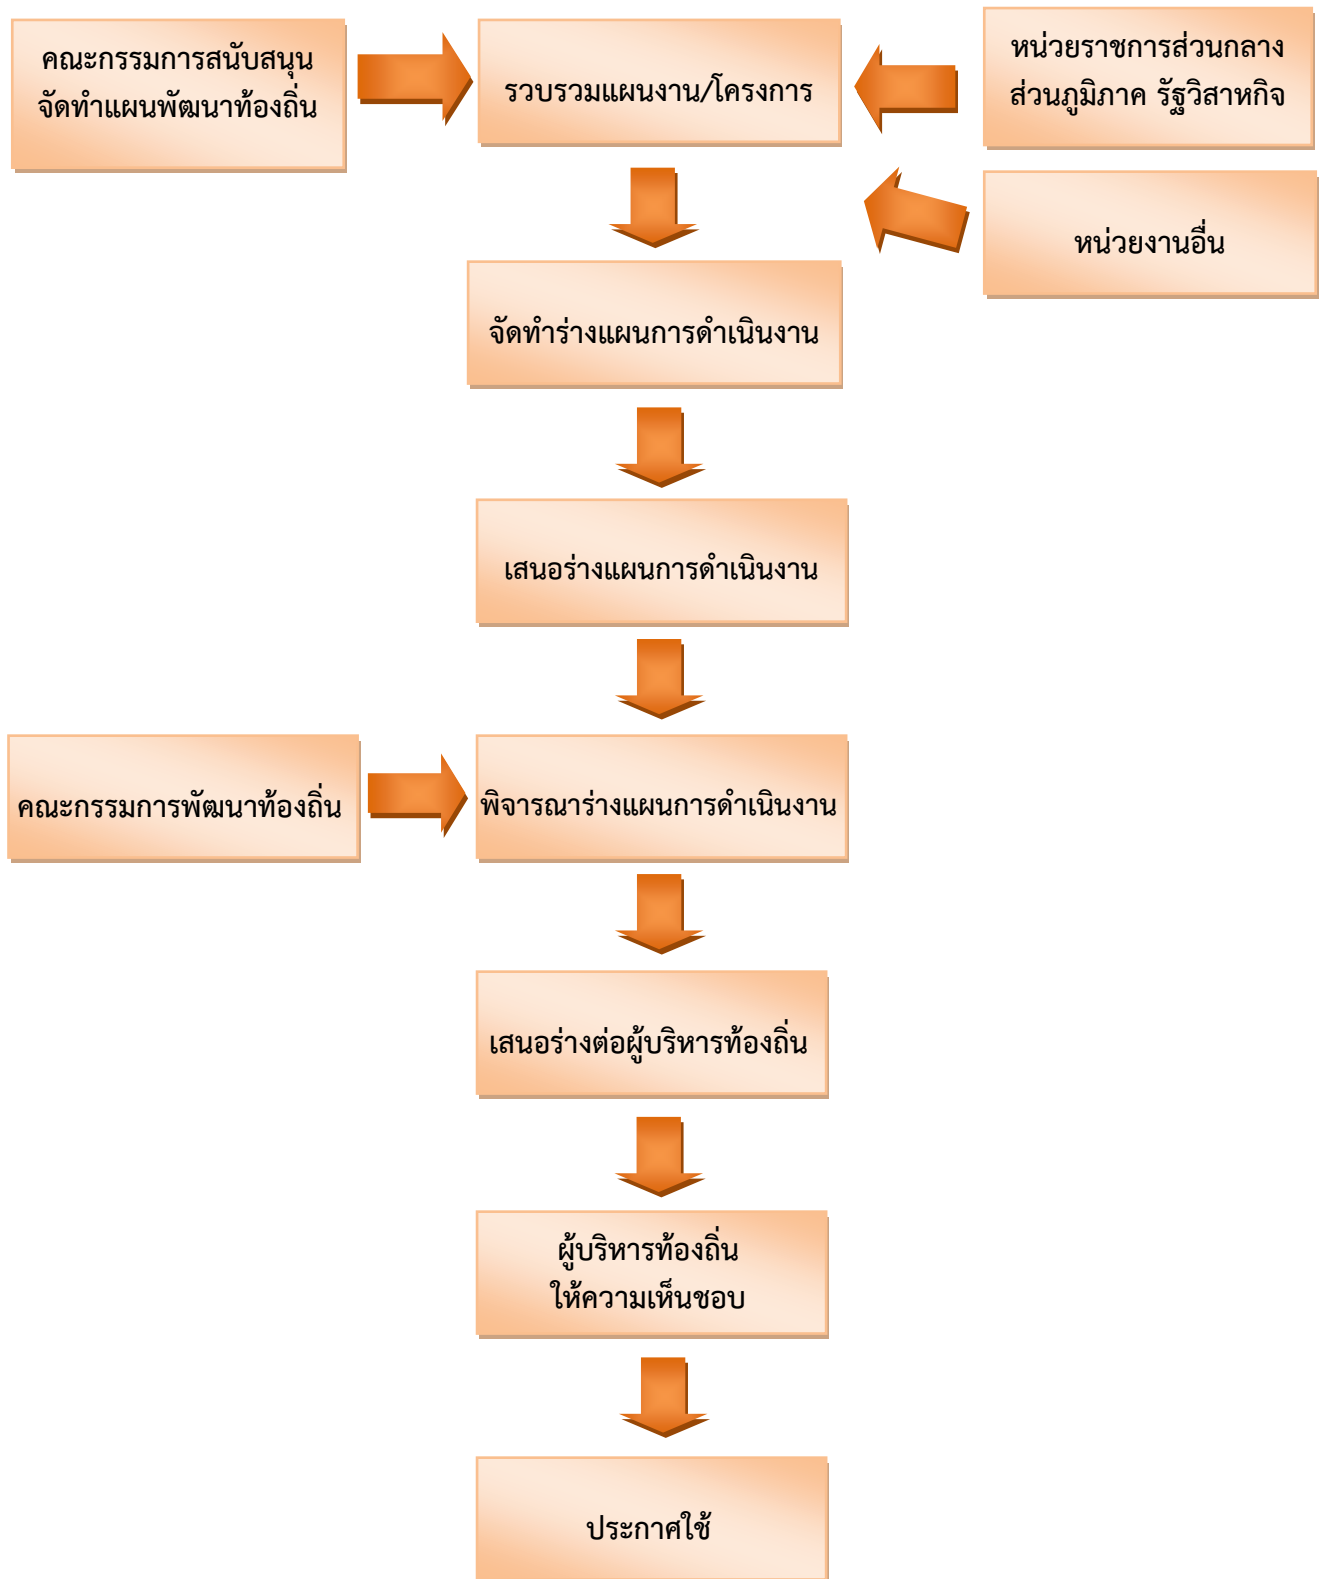 คณะกรรมการสนับสนุน
จัดทำแผนพัฒนาท้องถิ่น
รวบรวมแผนงาน/โครงการ
หน่วยราชการส่วนกลาง
ส่วนภูมิภาค รัฐวิสาหกิจ
หน่วยงานอื่น
จัดทำร่างแผนการดำเนินงาน
เสนอร่างแผนการดำเนินงาน
คณะกรรมการพัฒนาท้องถิ่น
พิจารณาร่างแผนการดำเนินงาน
เสนอร่างต่อผู้บริหารท้องถิ่น
ผู้บริหารท้องถิ่น
ให้ความเห็นชอบ
ประกาศใช้